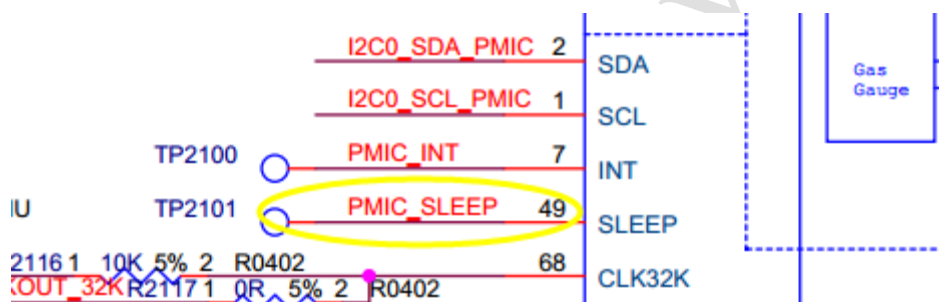 I2C0_SDA_PMIC 2
SDA
I2C0_SCL_PMIC 1
SCL
Gas
Gauge
TP2100 PMIC_INT 7
INT
IU TP2101 PMIC_SLEEP 49
SLEEP
2116 1 10K 5% 2 R0402 68
CLK32K
KOUT_32K R2117 1 0R 5% 2 R0402